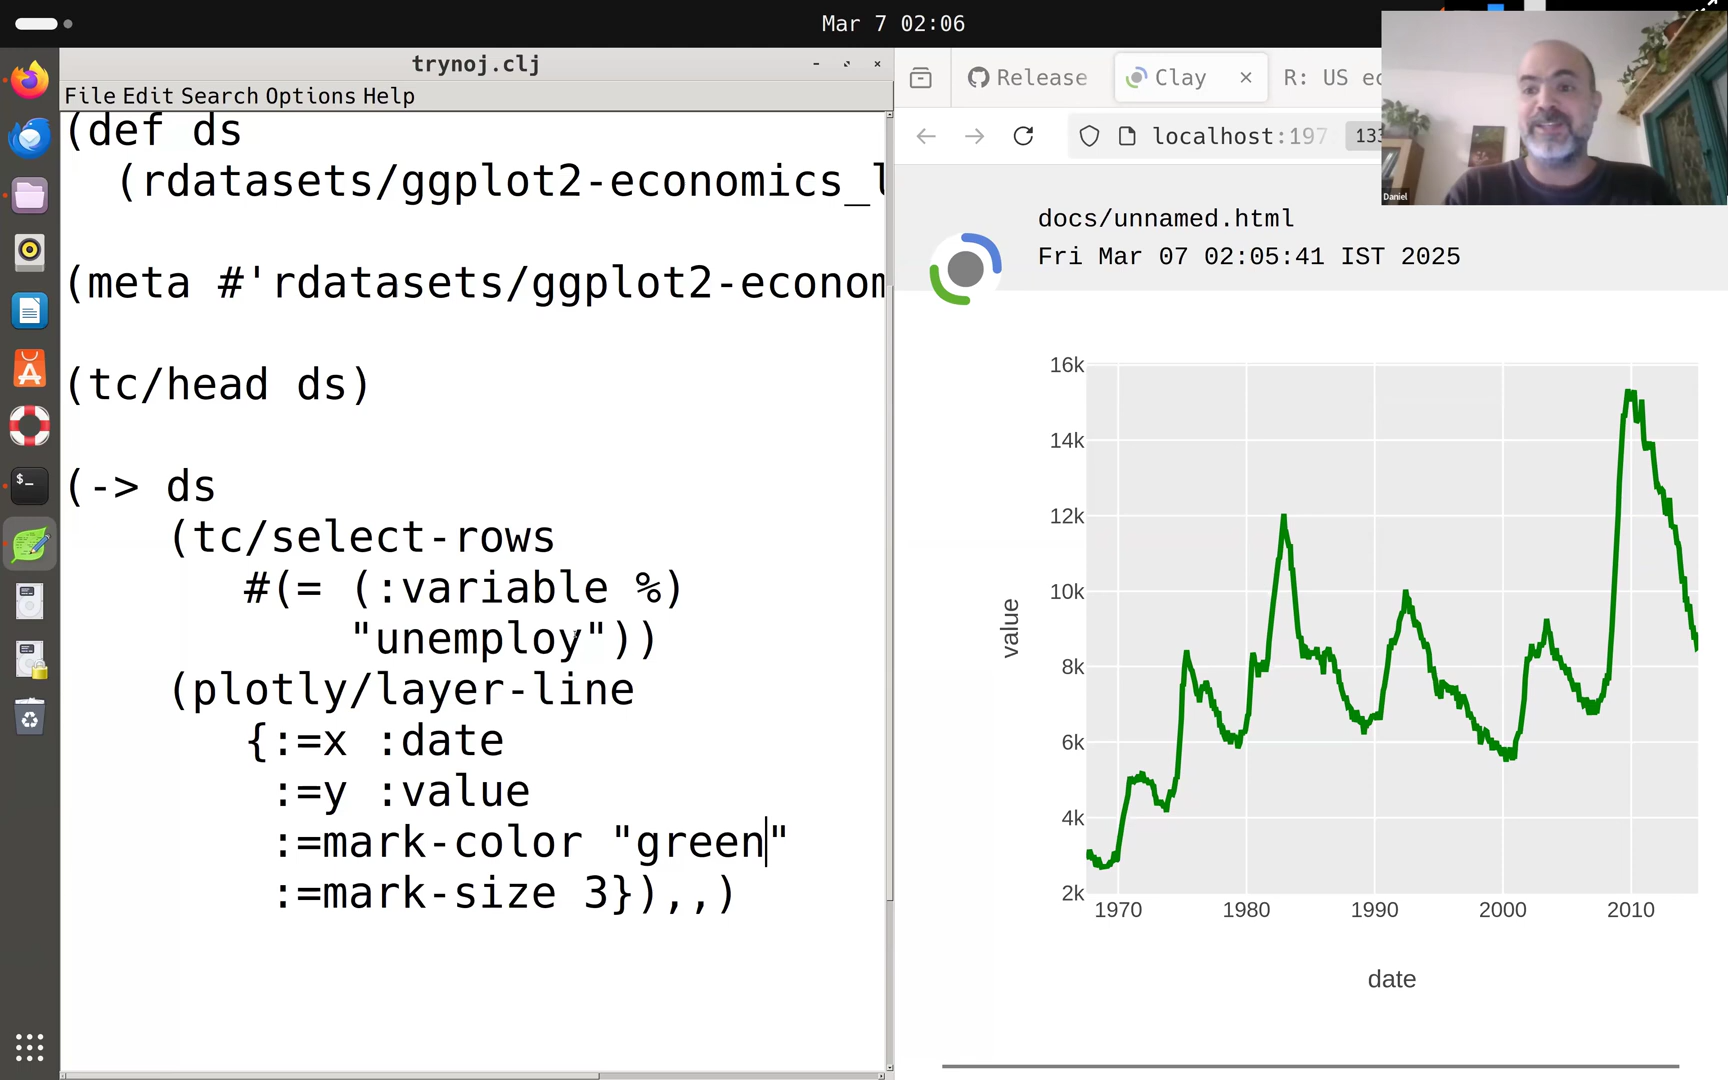 Mar 7 02:06
trynoj.clj
File Edit Search Options Help
(def ds
(rdatasets/ggplot2-economics_l
(meta #'rdatasets/ggplot2-econom
(tc/head ds)
(-> ds
(tc/select-rows
#(= (:variable %)
"unemploy"))
(plotly/layer-line
{:=x :date
:=y :value
:=mark-color "green"
:=mark-size 3}),,)
Release
Clay
R: US ec
localhost:197
133
Daniel
docs/unnamed.html
Fri Mar 07 02:05:41 IST 2025
16k
14k
12k
10k
8k
6k
4k
2k
value
1970 1980 1990 2000 2010
date